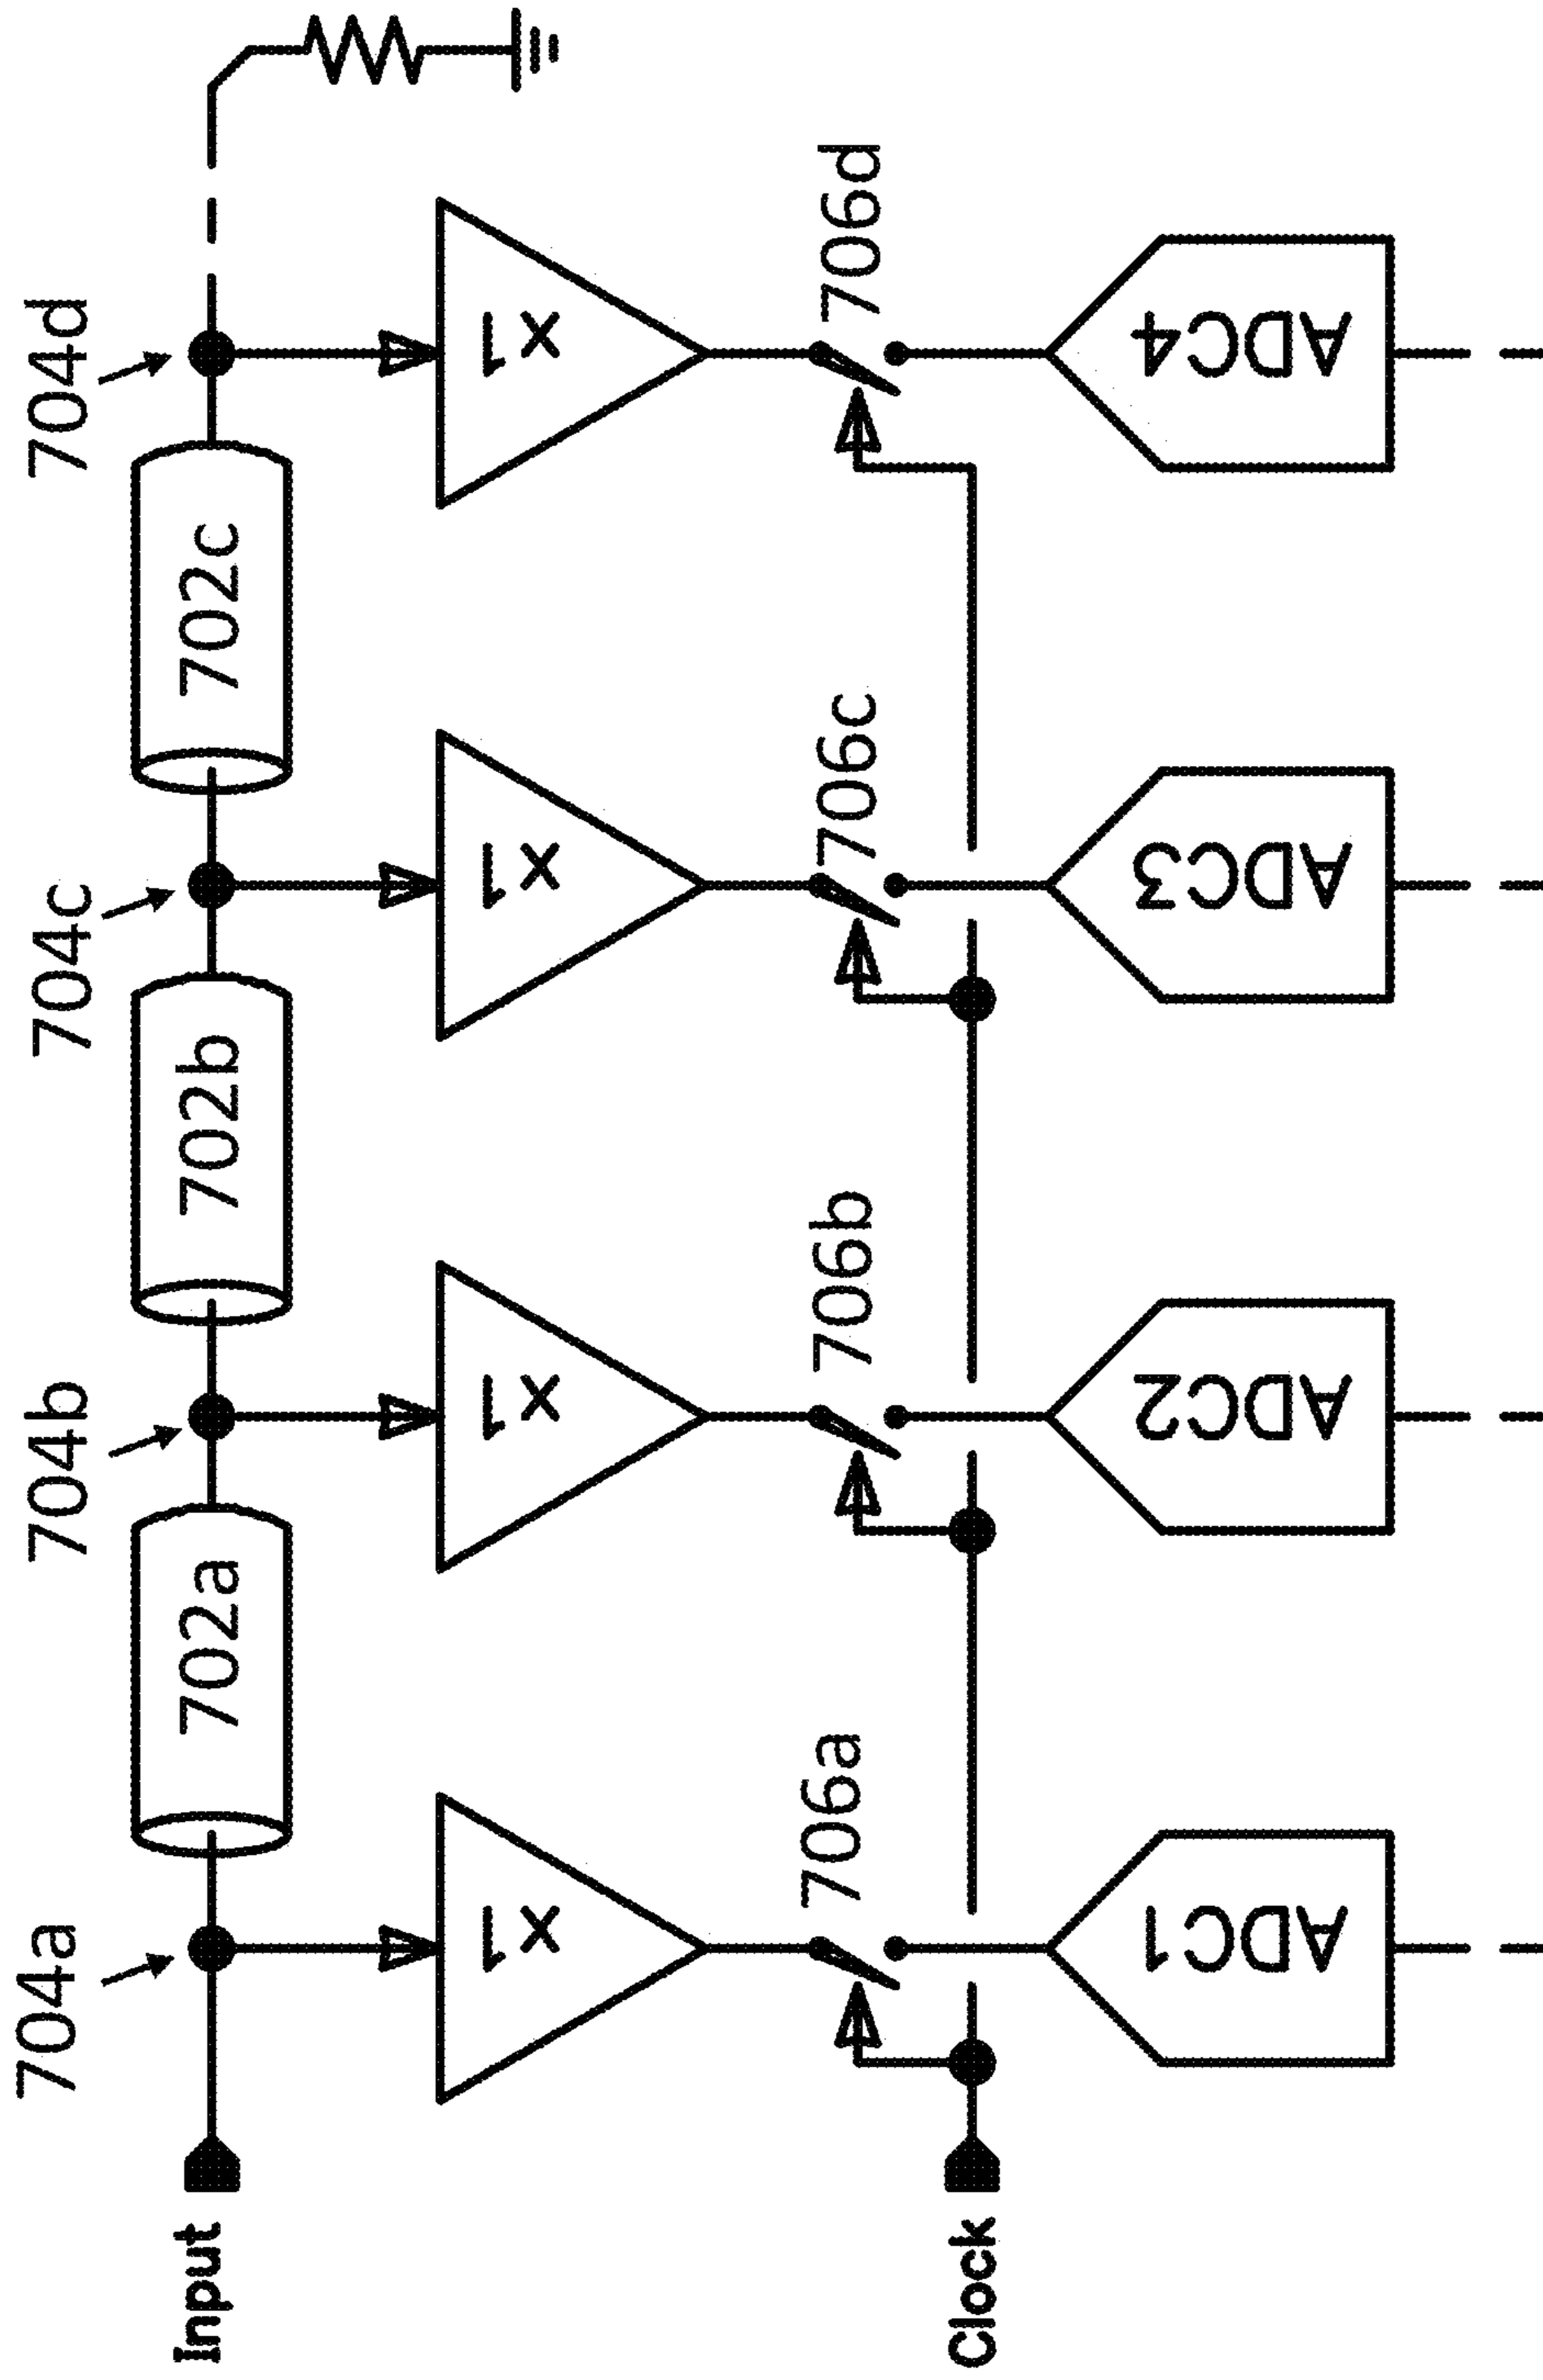 704a
704b
704c
704d
Input
702a
702b
702c
x1
x1
x1
x1
706a
706b
706c
706d
Clock
ADC1
ADC2
ADC3
ADC4